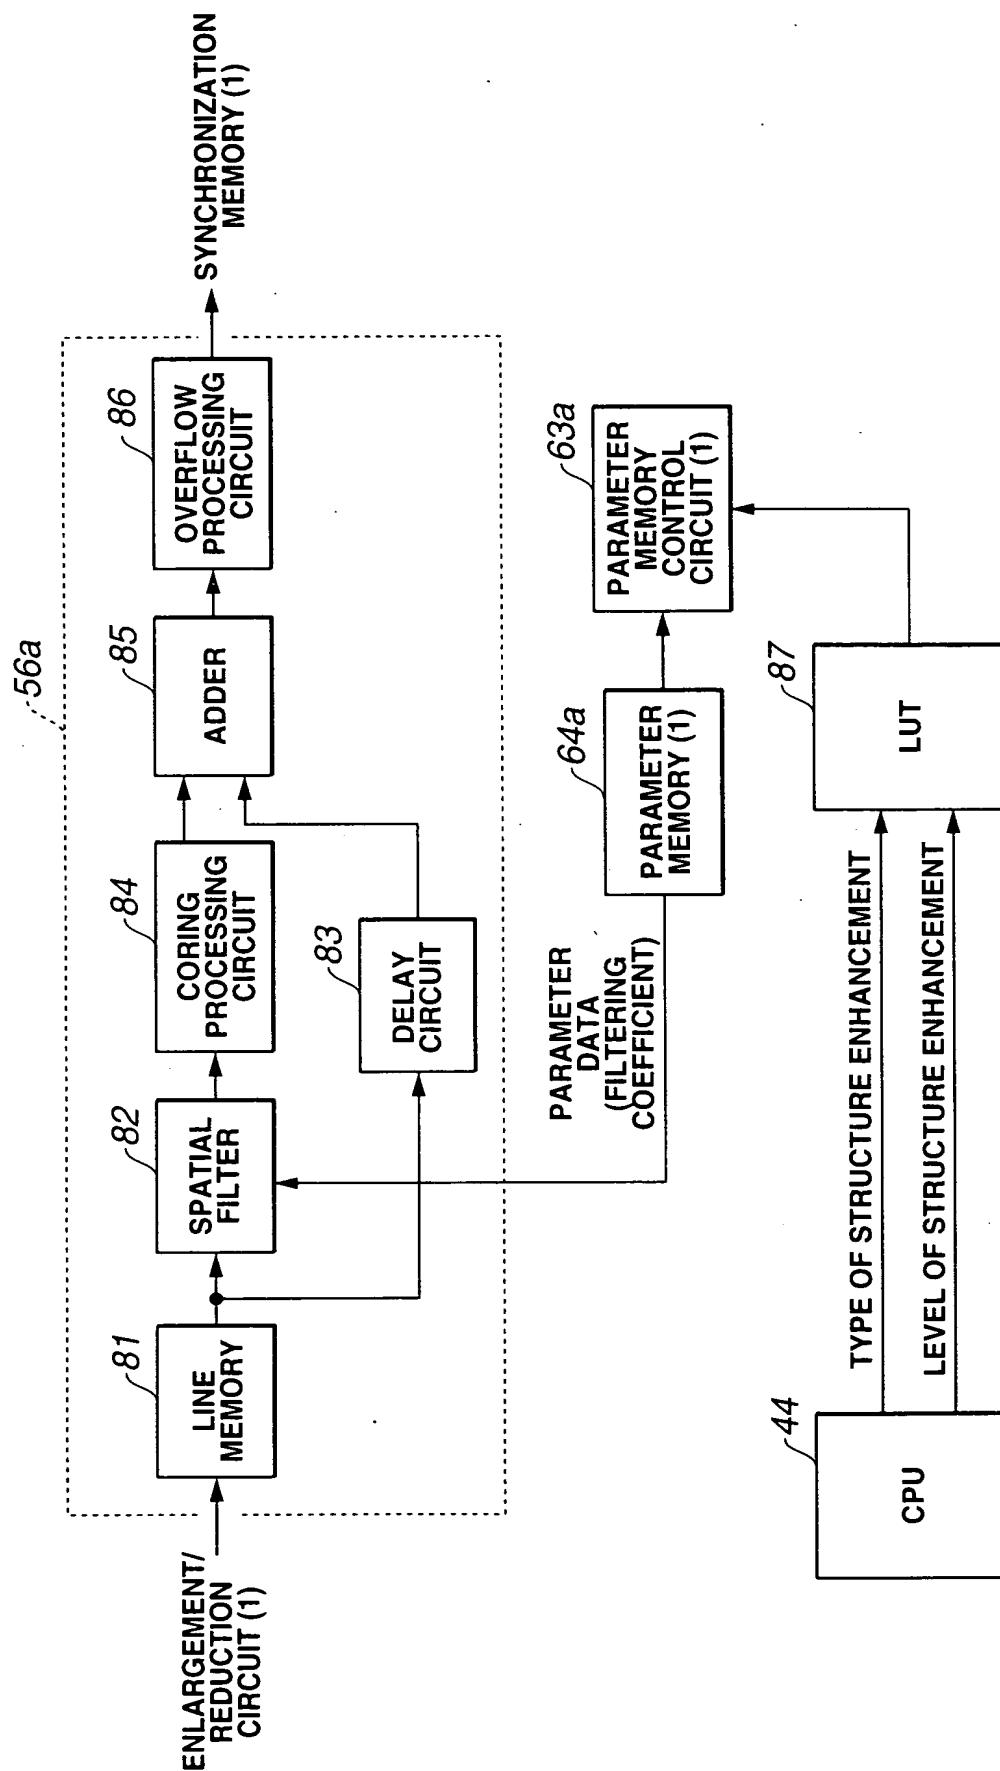 56a
ENLARGEMENT/
REDUCTION
CIRCUIT (1)
81
LINE
MEMORY
82
SPATIAL
FILTER
84
CORING
PROCESSING
CIRCUIT
83
DELAY
CIRCUIT
85
ADDER
86
OVERFLOW
PROCESSING
CIRCUIT
SYNCHRONIZATION
MEMORY (1)
PARAMETER
DATA
(FILTERING
COEFFICIENT)
64a
PARAMETER
MEMORY (1)
63a
PARAMETER
MEMORY
CONTROL
CIRCUIT (1)
44
CPU
TYPE OF STRUCTURE ENHANCEMENT
LEVEL OF STRUCTURE ENHANCEMENT
87
LUT